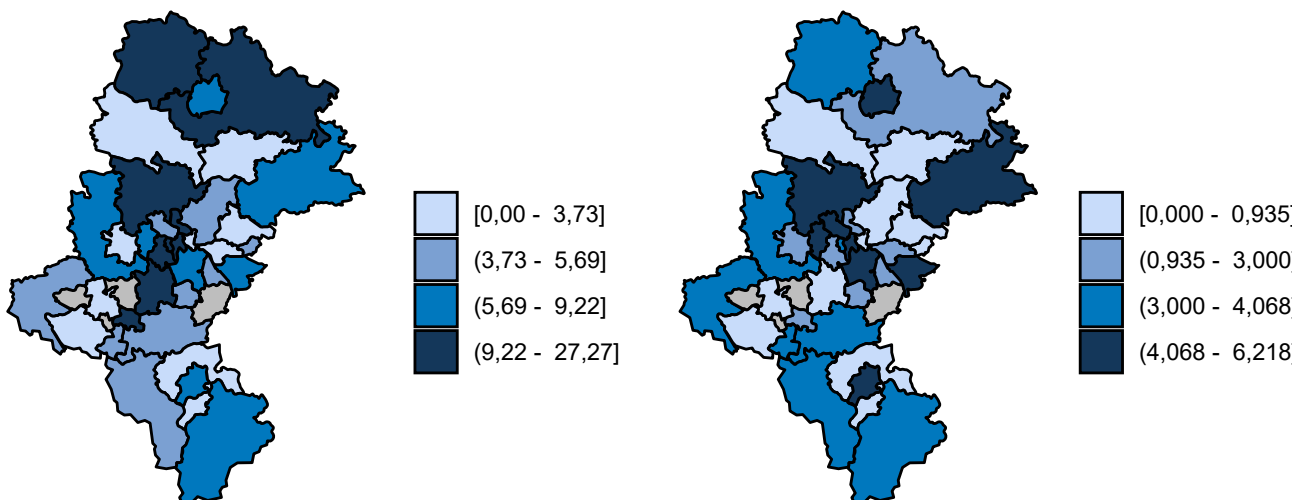 [0,00 - 3,73]
(3,73 - 5,69]
(5,69 - 9,22]
(9,22 - 27,27]
[0,000 - 0,935]
(0,935 - 3,000]
(3,000 - 4,068]
(4,068 - 6,218]